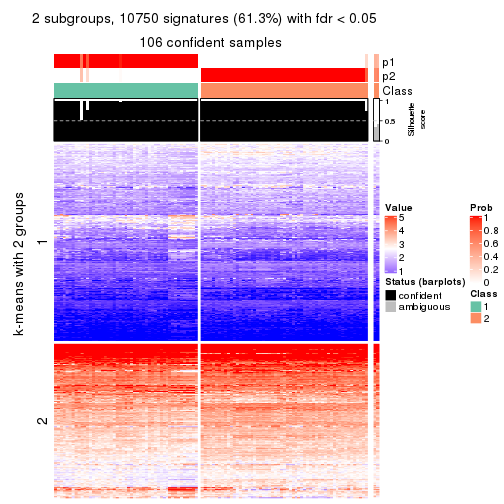 2 subgroups, 10750 signatures (61.3%) with fdr < 0.05
106 confident samples
p1
p2
Class
1
0.5
0
Silhouette
score
k-means with 2 groups
1
2
Value
5
4
3
2
1
Status (barplots)
confident
ambiguous
Prob
1
0.8
0.6
0.4
0.2
0
Class
1
2